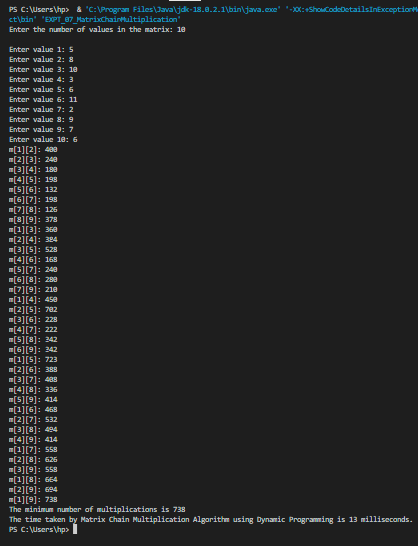 PS C:\Users\hp>  & 'C:\Program Files\Java\jdk-18.0.2.1\bin\java.exe' '-XX:+ShowCodeDetailsInExceptionM
ct\bin' 'EXPT_07_MatrixChainMultiplication'
Enter the number of values in the matrix: 10
Enter value 1: 5
Enter value 2: 8
Enter value 3: 10
Enter value 4: 3
Enter value 5: 6
Enter value 6: 11
Enter value 7: 2
Enter value 8: 9
Enter value 9: 7
Enter value 10: 6
m[1][2]: 400
m[2][3]: 240
m[3][4]: 180
m[4][5]: 198
m[5][6]: 132
m[6][7]: 198
m[7][8]: 126
m[8][9]: 378
m[1][3]: 360
m[2][4]: 384
m[3][5]: 528
m[4][6]: 168
m[5][7]: 240
m[6][8]: 280
m[7][9]: 210
m[1][4]: 450
m[2][5]: 702
m[3][6]: 228
m[4][7]: 222
m[5][8]: 342
m[6][9]: 342
m[1][5]: 723
m[2][6]: 388
m[3][7]: 408
m[4][8]: 336
m[5][9]: 414
m[1][6]: 468
m[2][7]: 532
m[3][8]: 494
m[4][9]: 414
m[1][7]: 558
m[2][8]: 626
m[3][9]: 558
m[1][8]: 664
m[2][9]: 694
m[1][9]: 738
The minimum number of multiplications is 738
The time taken by Matrix Chain Multiplication Algorithm using Dynamic Programming is 13 milliseconds.
PS C:\Users\hp>